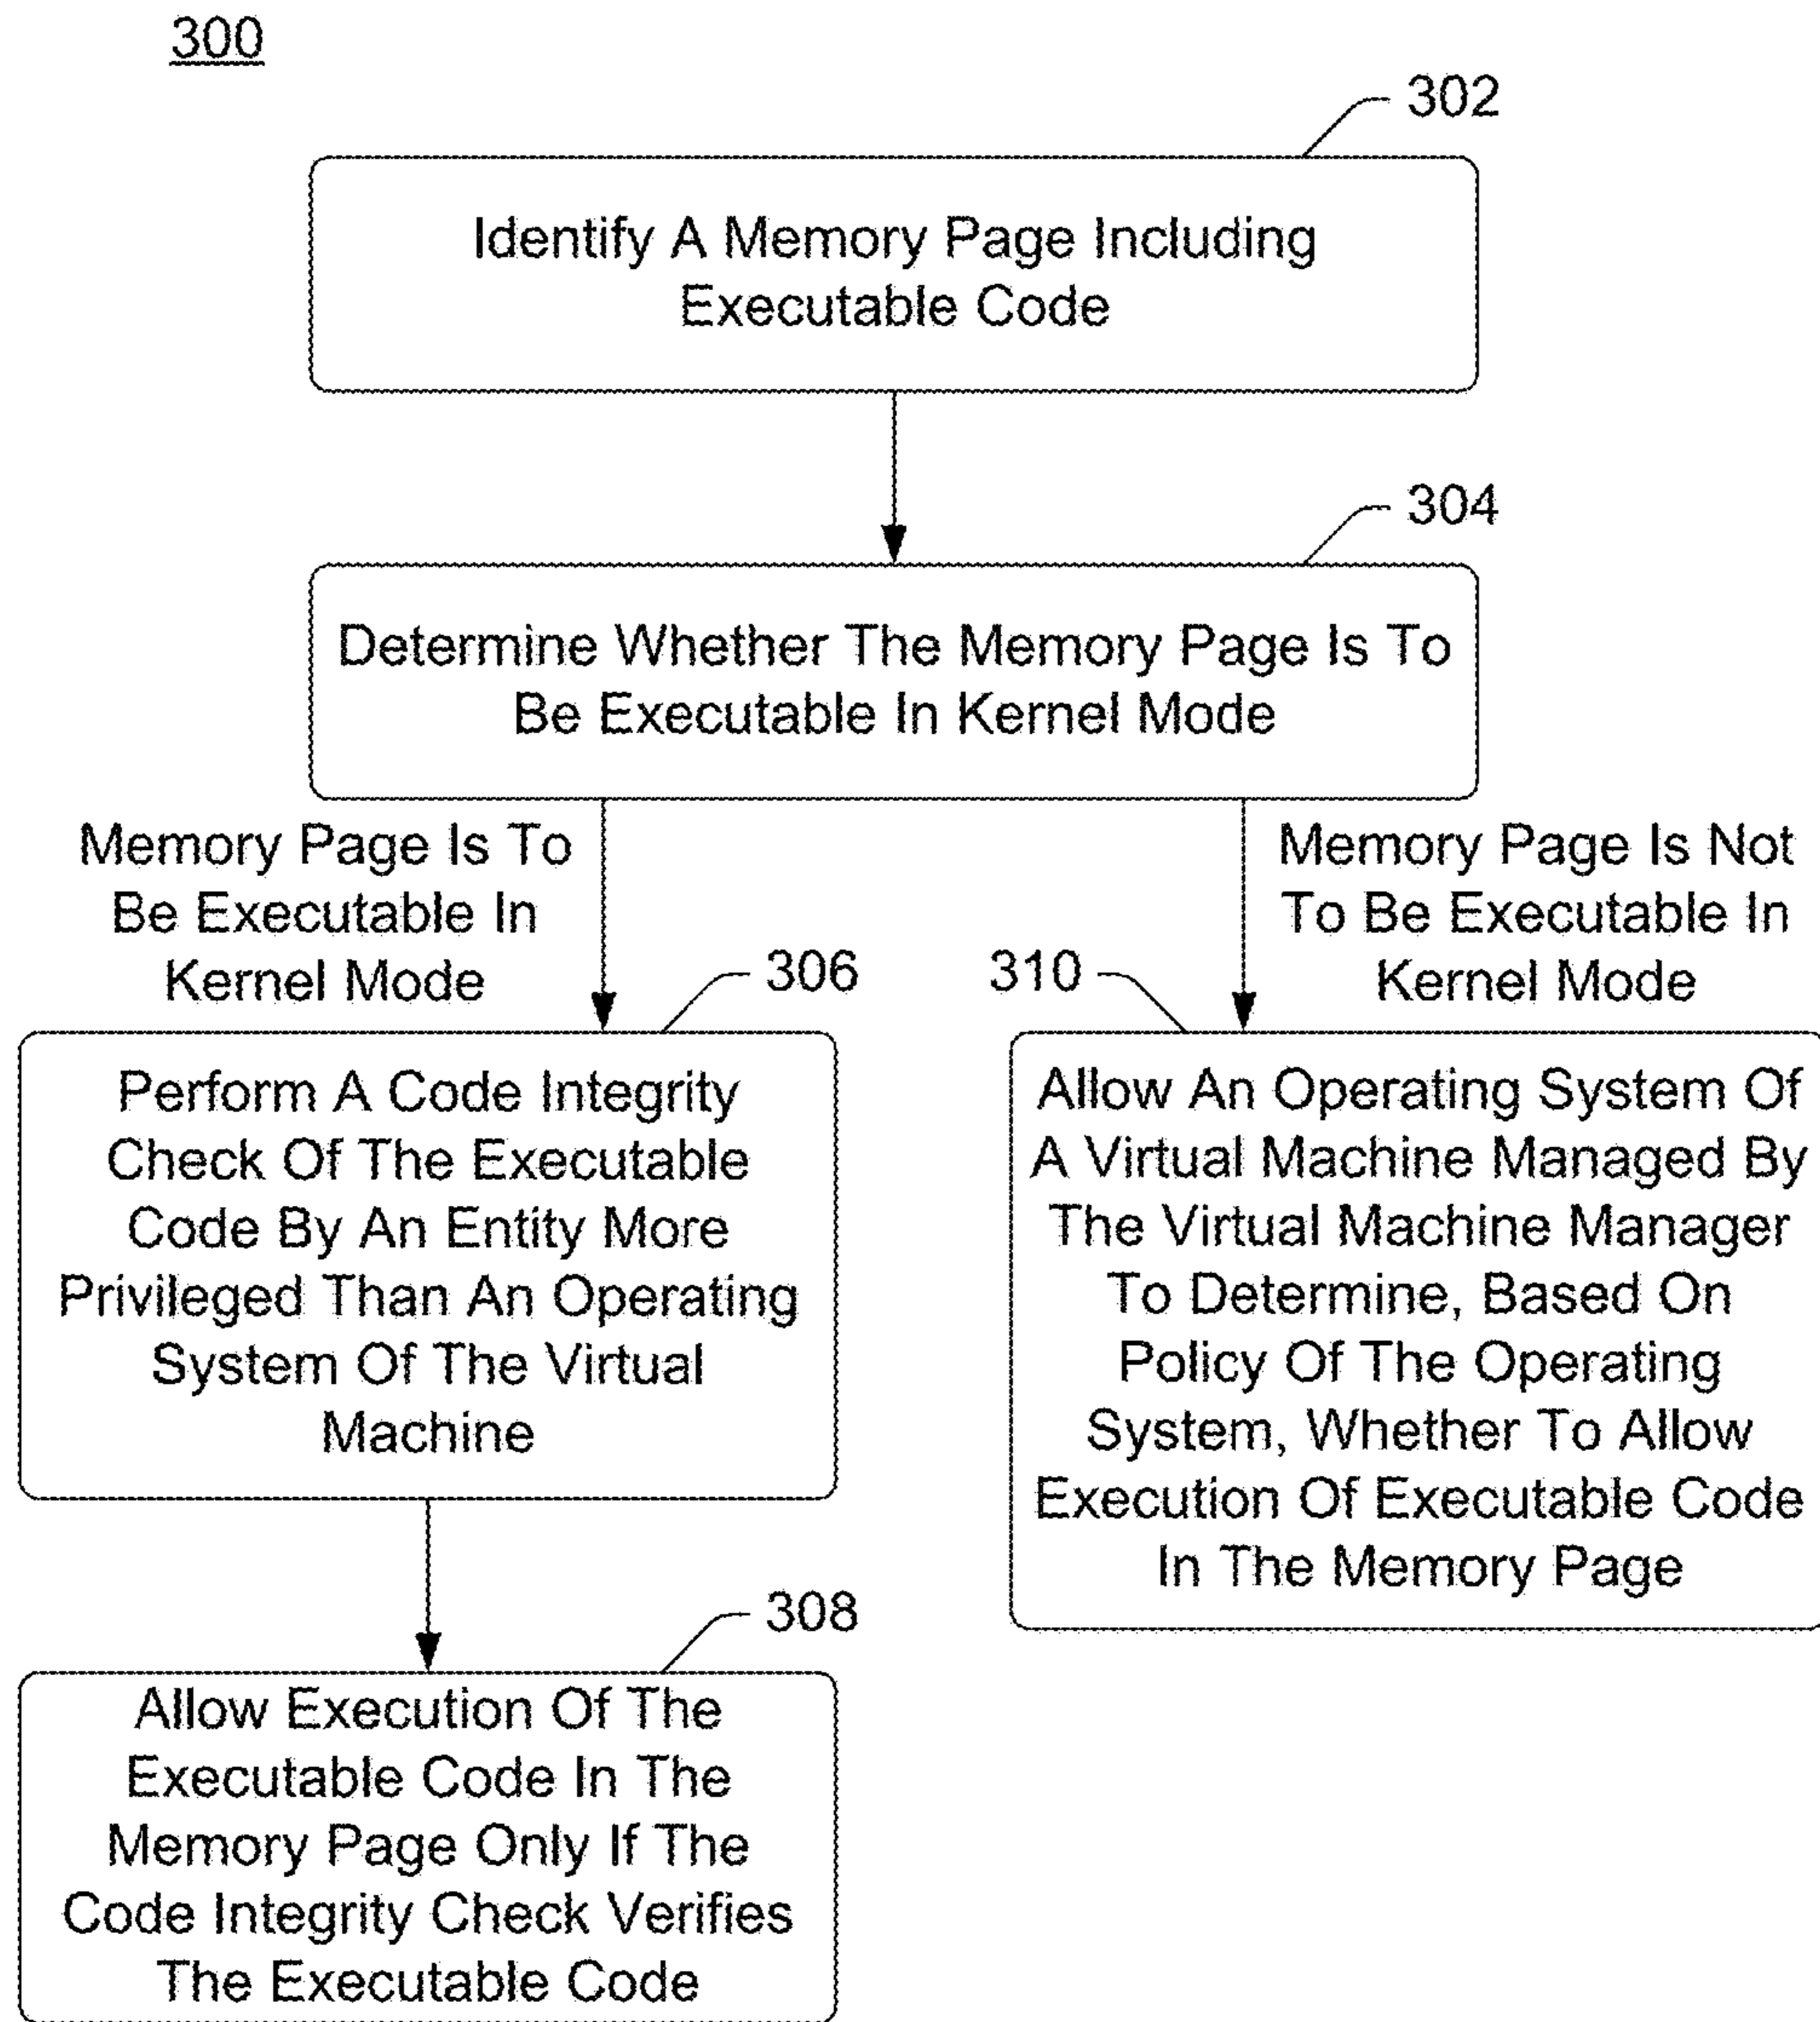 300
302
Identify A Memory Page Including
Executable Code
304
Determine Whether The Memory Page Is To
Be Executable In Kernel Mode
Memory Page Is To
Be Executable In
Kernel Mode
Memory Page Is Not
To Be Executable In
Kernel Mode
306
Perform A Code Integrity
Check Of The Executable
Code By An Entity More
Privileged Than An Operating
System Of The Virtual
Machine
310
Allow An Operating System Of
A Virtual Machine Managed By
The Virtual Machine Manager
To Determine, Based On
Policy Of The Operating
System, Whether To Allow
Execution Of Executable Code
In The Memory Page
308
Allow Execution Of The
Executable Code In The
Memory Page Only If The
Code Integrity Check Verifies
The Executable Code